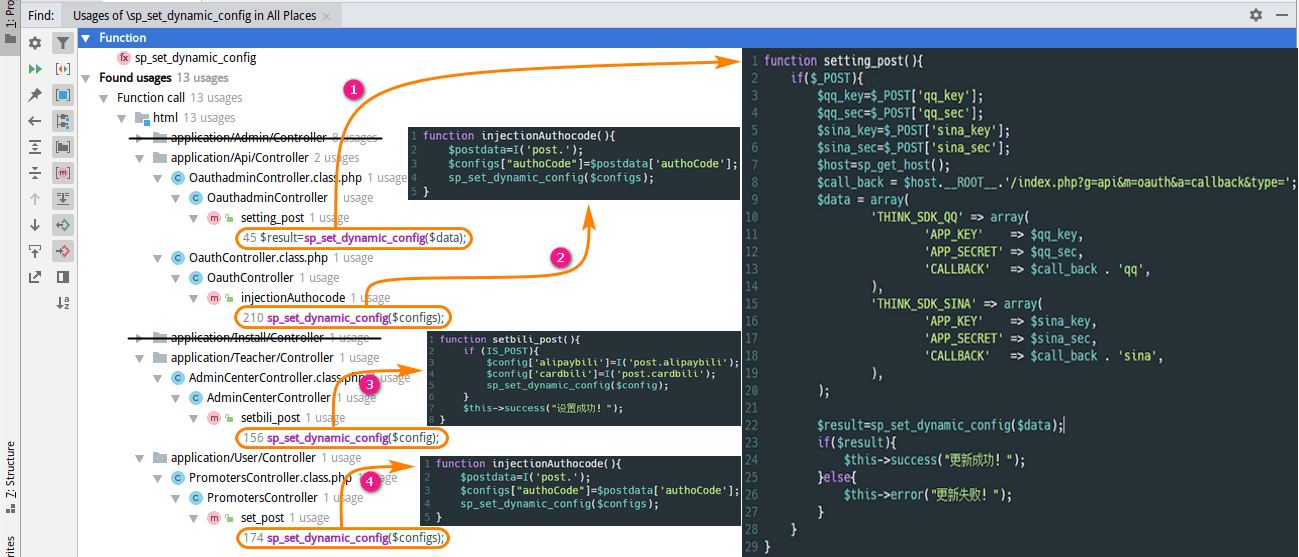 Find: Usages of \sp_set_dynamic_config in All Places
1: Pro
Function
fx sp_set_dynamic_config
Found usages 13 usages
Function call 13 usages
html 13 usages
application/Admin/Controller 8 usages
application/Api/Controller 2 usages
C OauthadminController.class.php 1 usage
C OauthadminController 1 usage
m setting_post 1 usage
45 $result=sp_set_dynamic_config($data);
C OauthController.class.php 1 usage
C OauthController 1 usage
m injectionAuthocode 1 usage
210 sp_set_dynamic_config($configs);
application/Install/Controller 1 usage
application/Teacher/Controller 1 usage
C AdminCenterController.class.php 1 usage
C AdminCenterController 1 usage
m setbili_post 1 usage
156 sp_set_dynamic_config($config);
application/User/Controller 1 usage
C PromotersController.class.php 1 usage
C PromotersController 1 usage
m set_post 1 usage
174 sp_set_dynamic_config($configs);
Z: Structure
rites
1
2
3
4
1 function injectionAuthocode(){
2 $postdata=I('post.');
3 $configs["authoCode"]=$postdata['authoCode'];
4 sp_set_dynamic_config($configs);
5 }
1 function setbili_post(){
2 if (IS_POST){
3 $config['alipaybili']=I('post.alipaybili');
4 $config['cardbili']=I('post.cardbili');
5 sp_set_dynamic_config($config);
6 }
7 $this->success("设置成功！");
8 }
1 function injectionAuthocode(){
2 $postdata=I('post.');
3 $configs["authoCode"]=$postdata['authoCode'];
4 sp_set_dynamic_config($configs);
5 }
1 function setting_post(){
2 if($_POST){
3 $qq_key=$_POST['qq_key'];
4 $qq_sec=$_POST['qq_sec'];
5 $sina_key=$_POST['sina_key'];
6 $sina_sec=$_POST['sina_sec'];
7 $host=sp_get_host();
8 $call_back = $host.__ROOT__.'/index.php?g=api&m=oauth&a=callback&type=';
9 $data = array(
10 'THINK_SDK_QQ' => array(
11 'APP_KEY' => $qq_key,
12 'APP_SECRET' => $qq_sec,
13 'CALLBACK' => $call_back . 'qq',
14 ),
15 'THINK_SDK_SINA' => array(
16 'APP_KEY' => $sina_key,
17 'APP_SECRET' => $sina_sec,
18 'CALLBACK' => $call_back . 'sina',
19 ),
20 );
21
22 $result=sp_set_dynamic_config($data);
23 if($result){
24 $this->success("更新成功！");
25 }else{
26 $this->error("更新失败！");
27 }
28 }
29 }